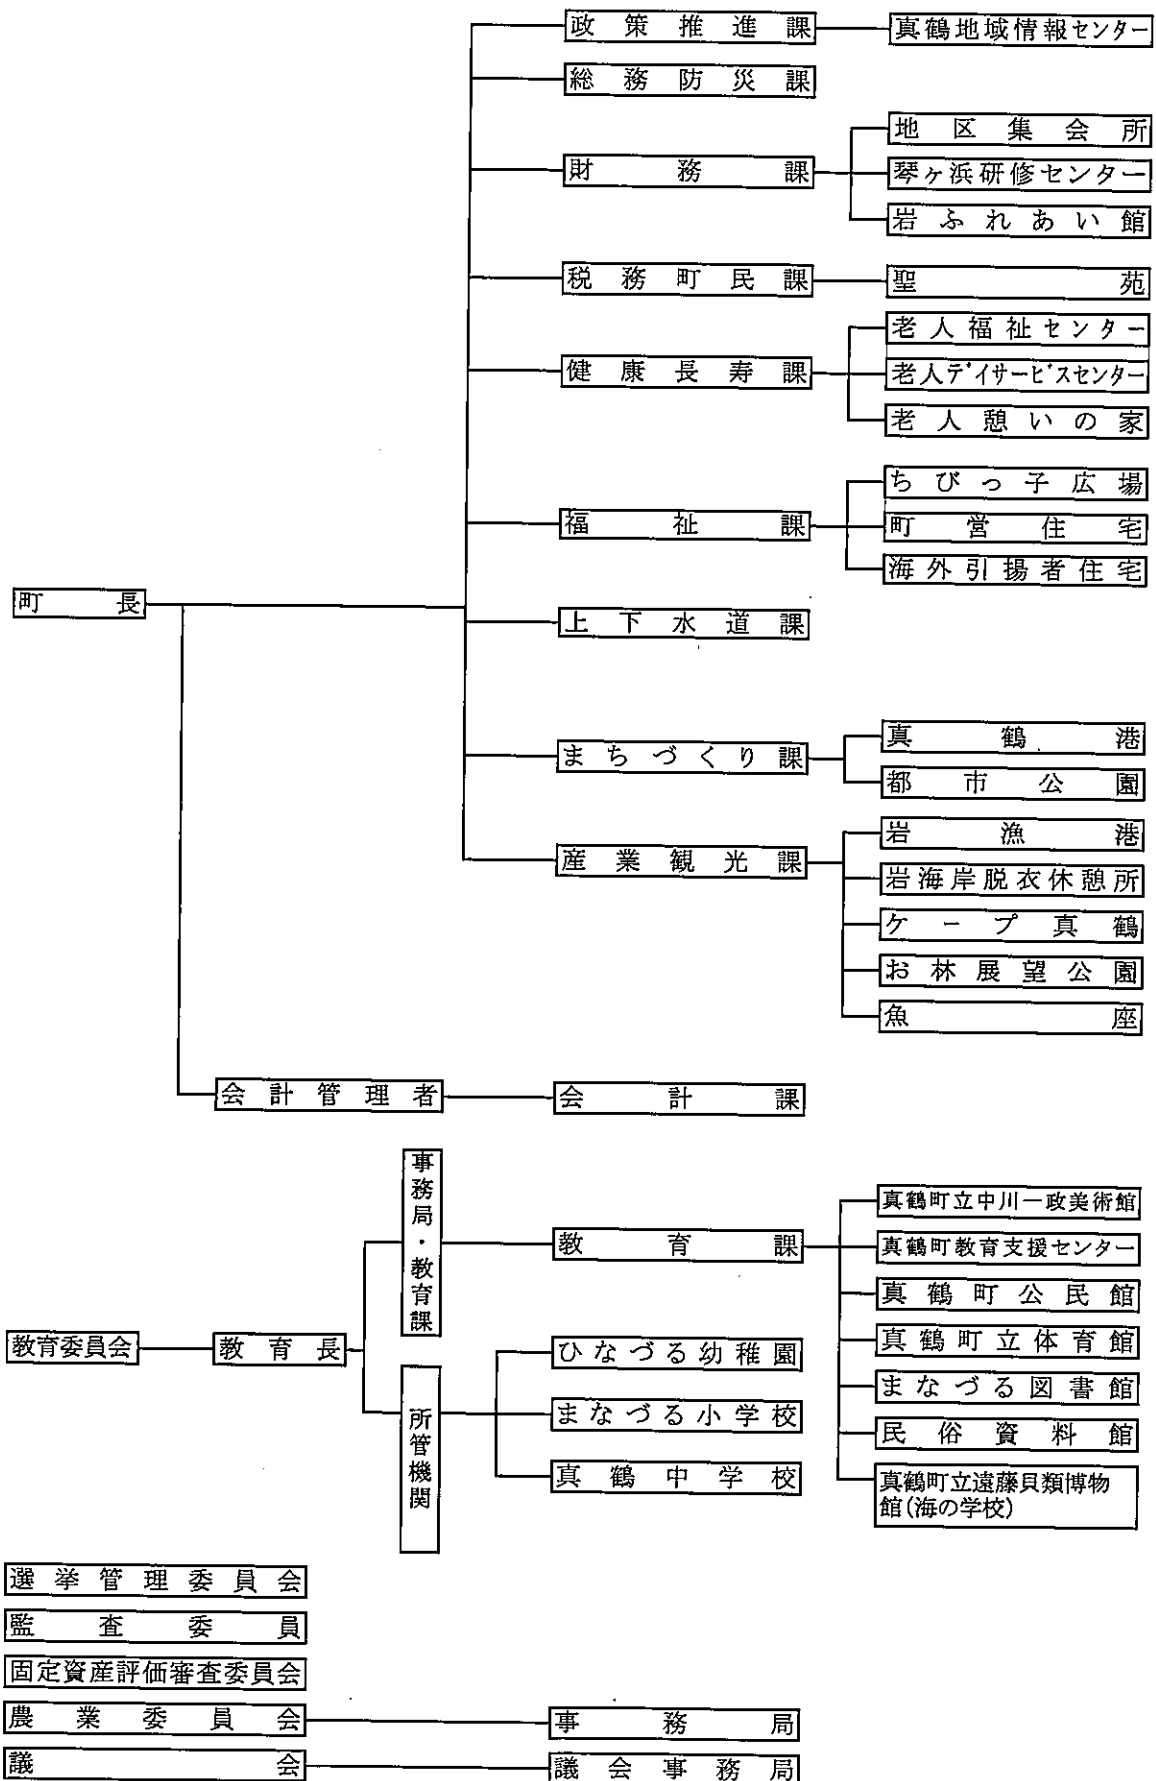 政策推進課
真鶴地域情報センター
総務防災課
財務課
地区集会所
琴ヶ浜研修センター
岩ふれあい館
税務町民課
聖苑
健康長寿課
老人福祉センター
老人デイサービスセンター
老人憩いの家
福祉課
ちびっ子広場
町営住宅
海外引揚者住宅
町長
上下水道課
まちづくり課
真鶴港
都市公園
産業観光課
岩漁港
岩海岸脱衣休憩所
ケープ真鶴
お林展望公園
魚座
会計管理者
会計課
教育委員会
教育長
事務局・教育課
教育課
真鶴町立中川一政美術館
真鶴町教育支援センター
真鶴町公民館
真鶴町立体育館
まなづる図書館
民俗資料館
真鶴町立遠藤貝類博物
館(海の学校)
所管機関
ひなづる幼稚園
まなづる小学校
真鶴中学校
選挙管理委員会
監査委員
固定資産評価審査委員会
農業委員会
事務局
議会
議会事務局